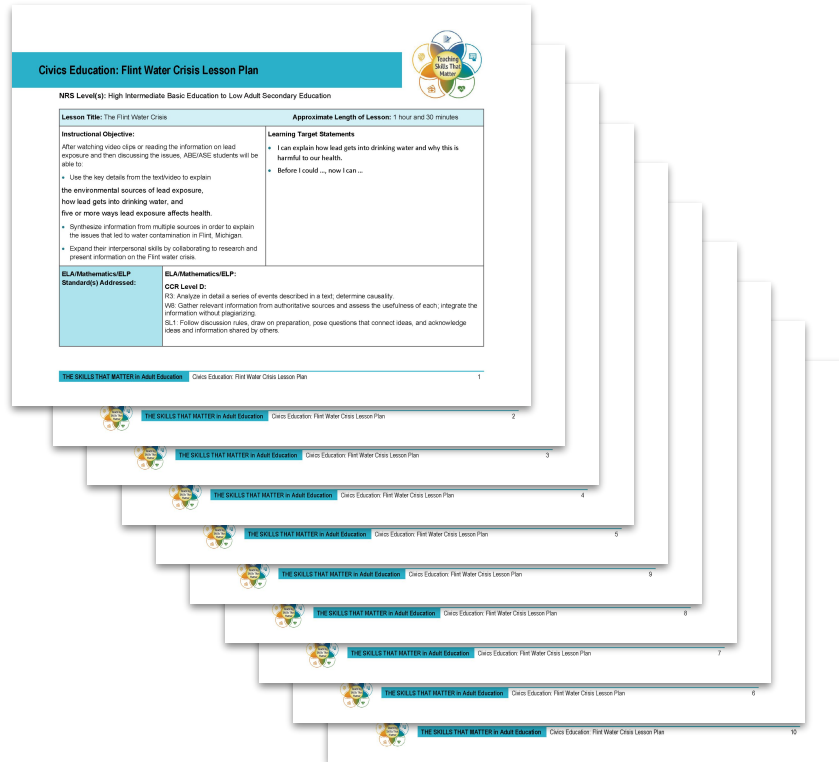 Civics Education: Flint Water Crisis Lesson Plan
Teaching
Skills That
Matter
NRS Level(s): High Intermediate Basic Education to Low Adult Secondary Education
Lesson Title: The Flint Water Crisis
Approximate Length of Lesson: 1 hour and 30 minutes
Instructional Objective:
After watching video clips or reading the information on lead
exposure and then discussing the issues, ABE/ASE students will be
able to:
• Use the key details from the text/video to explain
the environmental sources of lead exposure,
how lead gets into drinking water, and
five or more ways lead exposure affects health.
• Synthesize information from multiple sources in order to explain
the issues that led to water contamination in Flint, Michigan.
• Expand their interpersonal skills by collaborating to research and
present information on the Flint water crisis.
Learning Target Statements
• I can explain how lead gets into drinking water and why this is
harmful to our health.
• Before I could ..., now I can ...
ELA/Mathematics/ELP
Standard(s) Addressed:
ELA/Mathematics/ELP:
CCR Level D:
R3: Analyze in detail a series of events described in a text; determine causality.
W8: Gather relevant information from authoritative sources and assess the usefulness of each; integrate the
information without plagiarizing.
SL1: Follow discussion rules, draw on preparation, pose questions that connect ideas, and acknowledge
ideas and information shared by others.
THE SKILLS THAT MATTER in Adult Education Civics Education: Flint Water Crisis Lesson Plan 1
THE SKILLS THAT MATTER in Adult Education Civics Education: Flint Water Crisis Lesson Plan 2
THE SKILLS THAT MATTER in Adult Education Civics Education: Flint Water Crisis Lesson Plan 3
THE SKILLS THAT MATTER in Adult Education Civics Education: Flint Water Crisis Lesson Plan 4
THE SKILLS THAT MATTER in Adult Education Civics Education: Flint Water Crisis Lesson Plan 5
THE SKILLS THAT MATTER in Adult Education Civics Education: Flint Water Crisis Lesson Plan 9
THE SKILLS THAT MATTER in Adult Education Civics Education: Flint Water Crisis Lesson Plan 8
THE SKILLS THAT MATTER in Adult Education Civics Education: Flint Water Crisis Lesson Plan 7
THE SKILLS THAT MATTER in Adult Education Civics Education: Flint Water Crisis Lesson Plan 6
THE SKILLS THAT MATTER in Adult Education Civics Education: Flint Water Crisis Lesson Plan 10